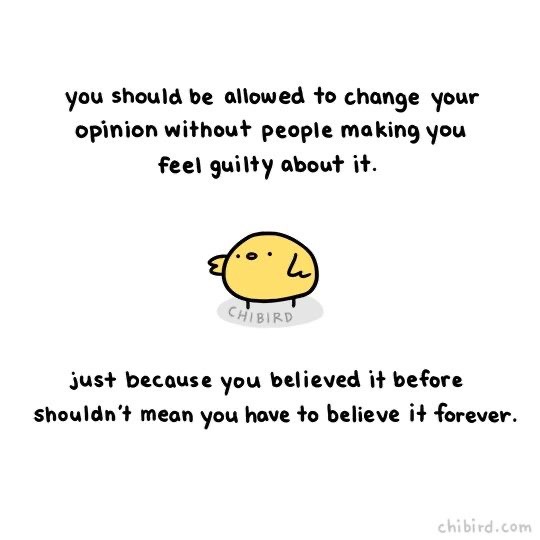 you should be allowed to change your
opinion without people making you
feel guilty about it.
CHIBIRD
just because you believed it before
shouldn't mean you have to believe it forever.
chibird.com